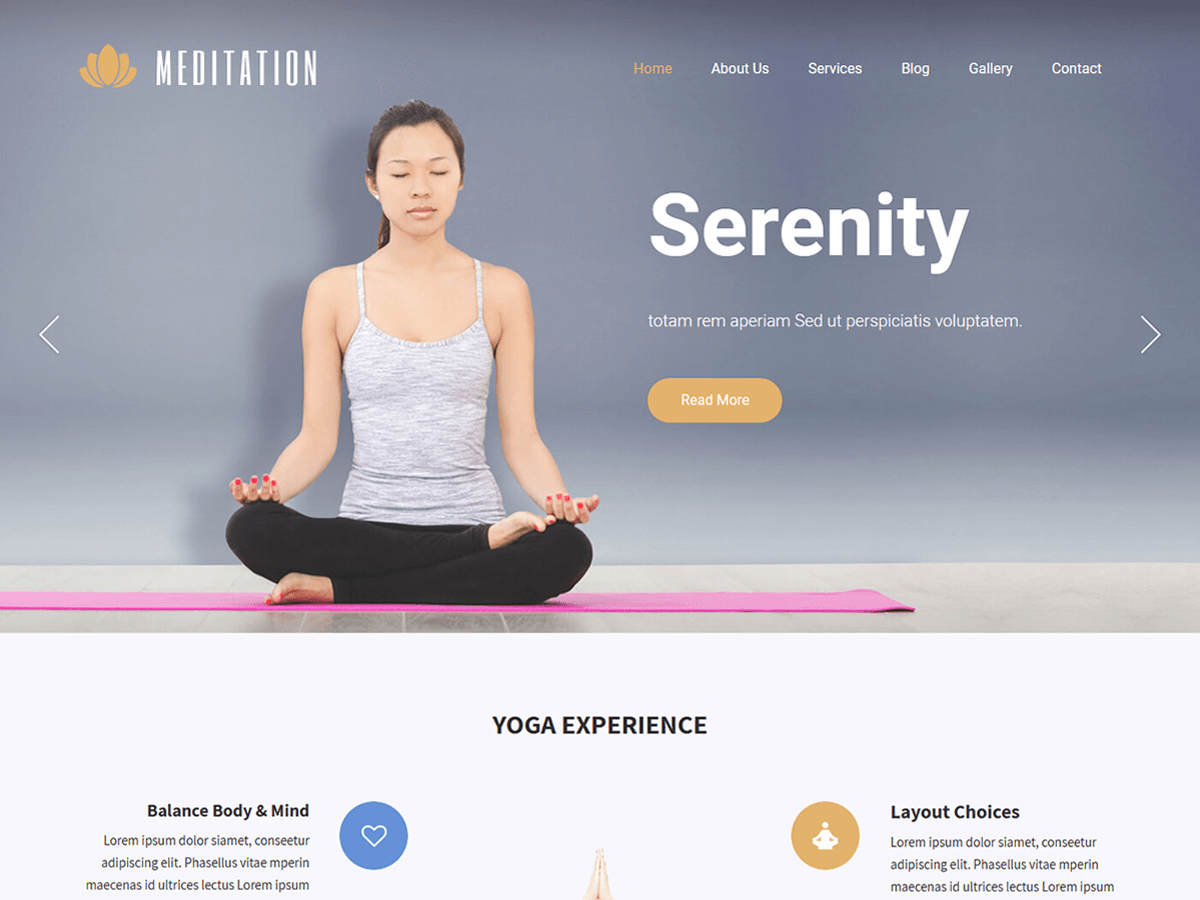 MEDITATION
Home
About Us
Services
Blog
Gallery
Contact
Serenity
totam rem aperiam Sed ut perspiciatis voluptatem.
Read More
YOGA EXPERIENCE
Balance Body & Mind
Lorem ipsum dolor siamet, conseetur
adipiscing elit. Phasellus vitae mperin
maecenas id ultrices lectus Lorem ipsum
Layout Choices
Lorem ipsum dolor siamet, conseetur
adipiscing elit. Phasellus vitae mperin
maecenas id ultrices lectus Lorem ipsum